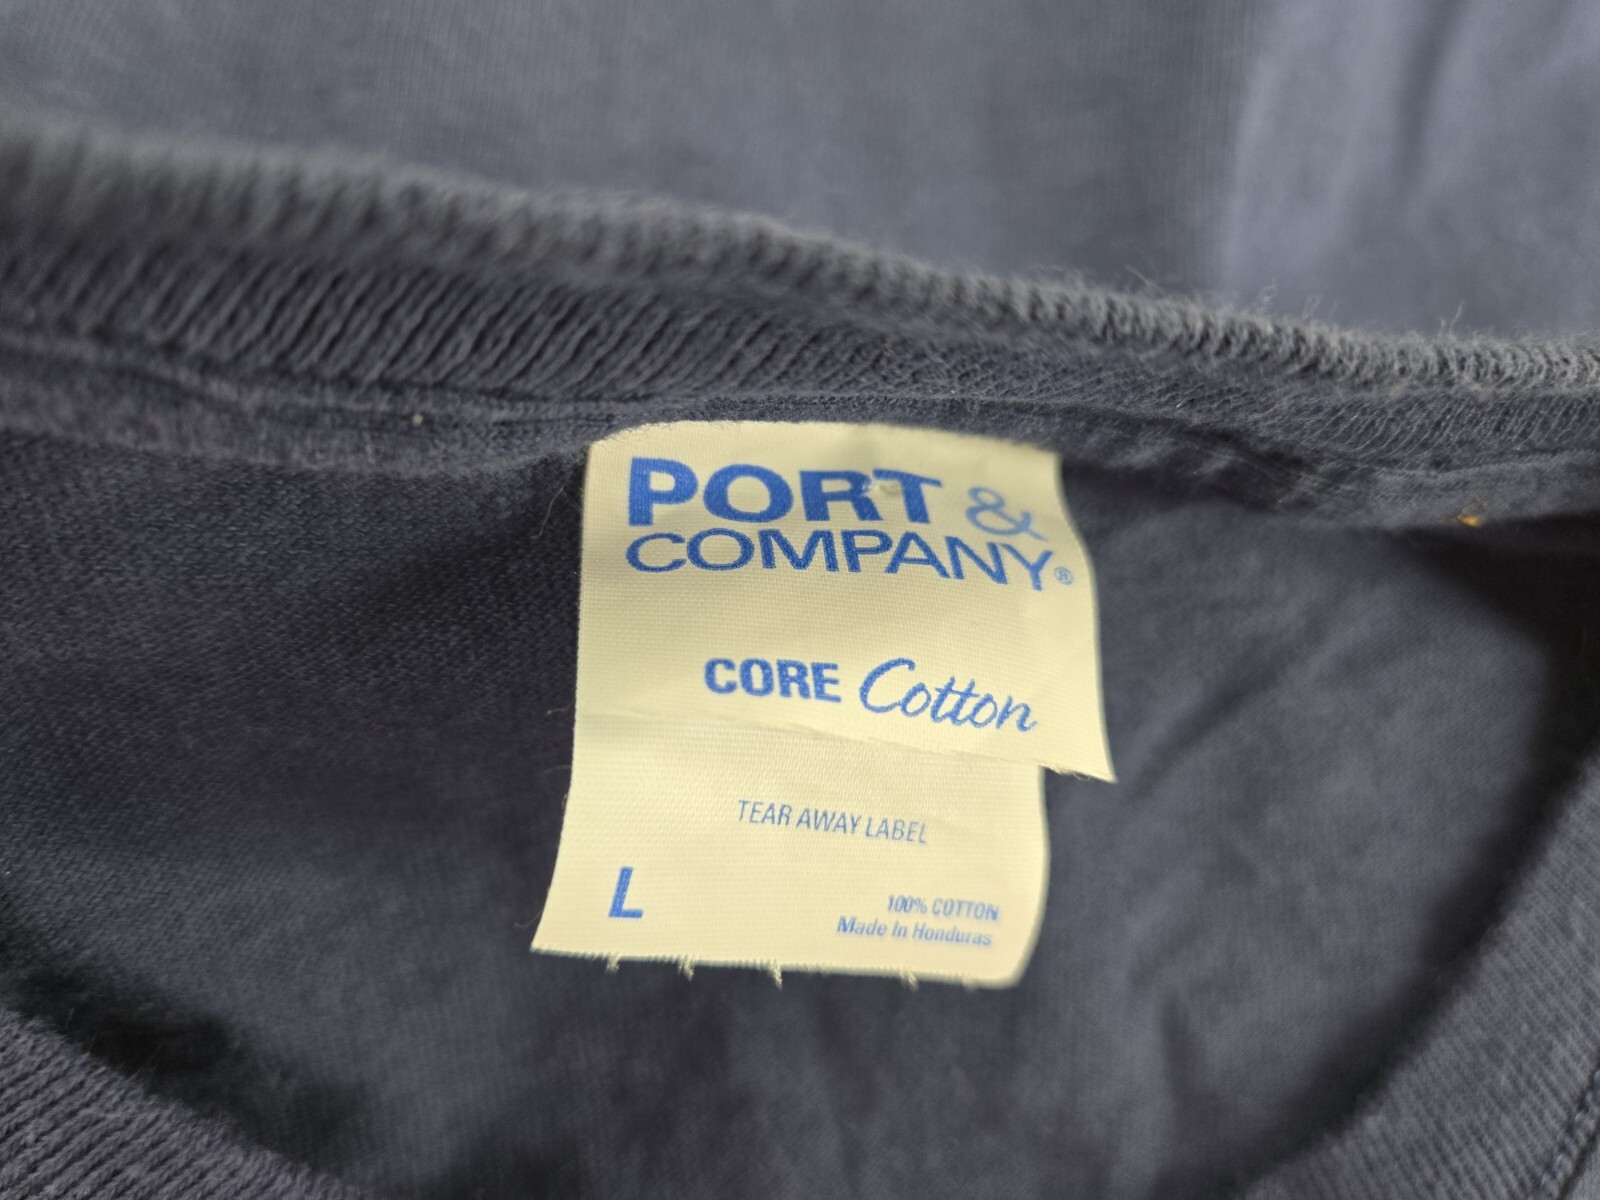 PORT &
COMPANY®
CORE Cotton
TEAR AWAY LABEL
L
100% COTTON
Made In Honduras